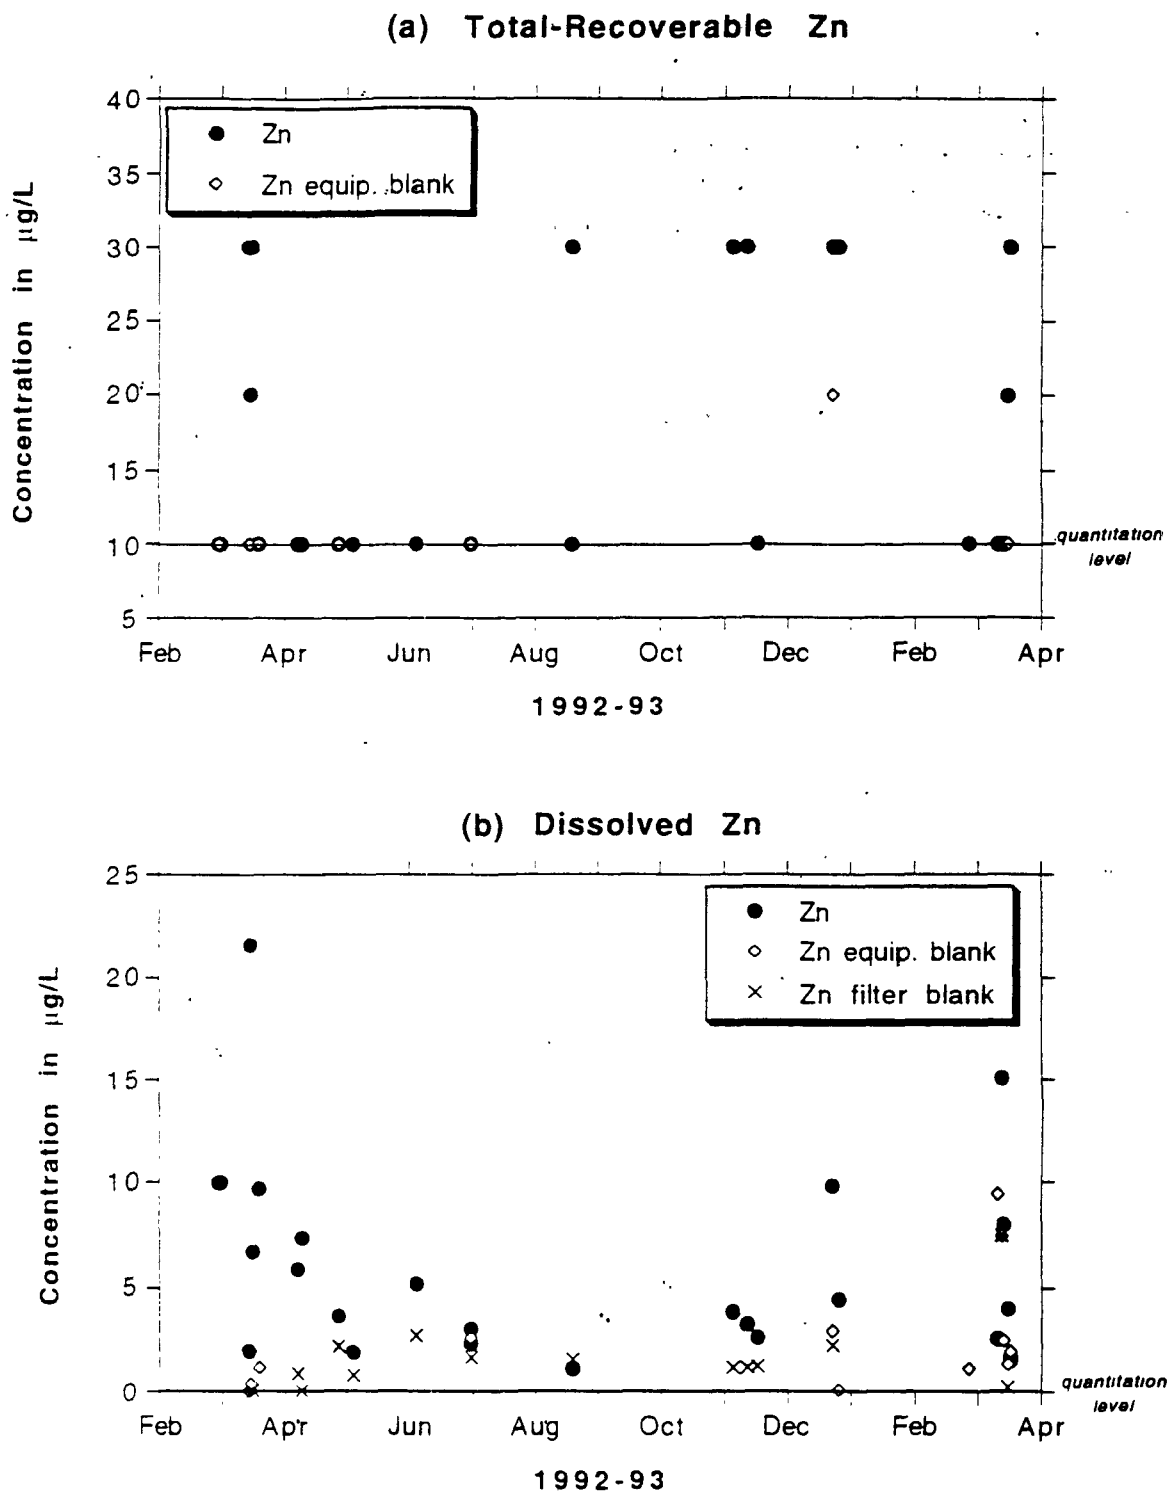 (a) Total-Recoverable Zn
Concentration in µg/L
40
35
30
25
20
15
10
5
Zn
Zn equip. blank
quantitation
level
Feb Apr Jun Aug Oct Dec Feb Apr
1992-93
(b) Dissolved Zn
Concentration in µg/L
25
20
15
10
5
0
Zn
Zn equip. blank
Zn filter blank
quantitation
level
Feb Apr Jun Aug Oct Dec Feb Apr
1992-93